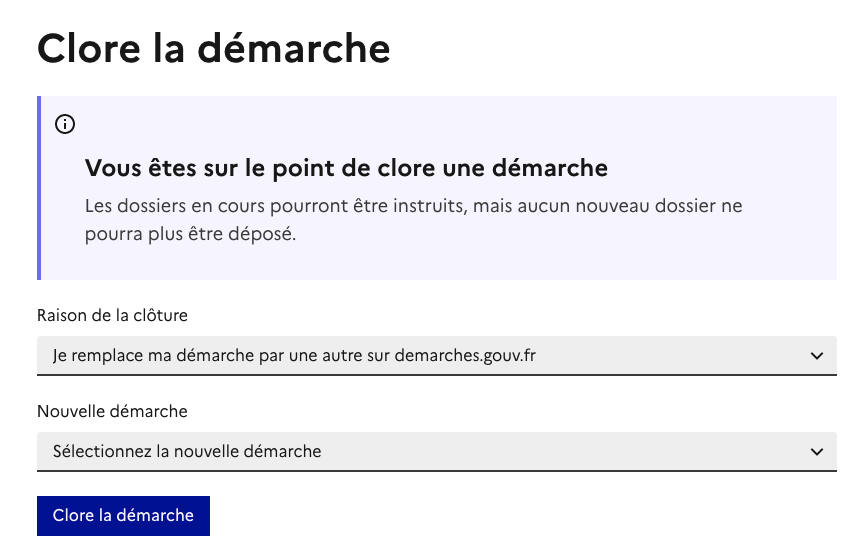 Clore la démarche
Vous êtes sur le point de clore une démarche
Les dossiers en cours pourront être instruits, mais aucun nouveau dossier ne
pourra plus être déposé.
Raison de la clôture
Je remplace ma démarche par une autre sur demarches.gouv.fr
Nouvelle démarche
Sélectionnez la nouvelle démarche
Clore la démarche